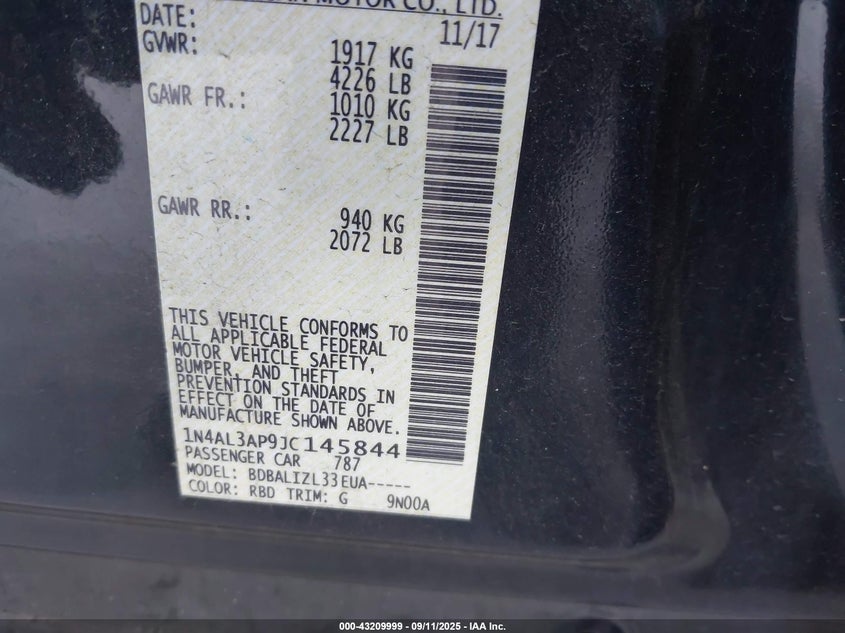 MOTOR CO., LTD.
DATE: 11/17
GVWR: 1917 KG
4226 LB
GAWR FR.: 1010 KG
2227 LB
GAWR RR.: 940 KG
2072 LB
THIS VEHICLE CONFORMS TO
ALL APPLICABLE FEDERAL
MOTOR VEHICLE SAFETY,
BUMPER, AND THEFT
PREVENTION STANDARDS IN
EFFECT ON THE DATE OF
MANUFACTURE SHOWN ABOVE.
1N4AL3AP9JC145844
PASSENGER CAR 787
MODEL: BDBALIZL33EUA-----
COLOR: RBD TRIM: G 9N00A
000-43209999 - 09/11/2025 - IAA Inc.